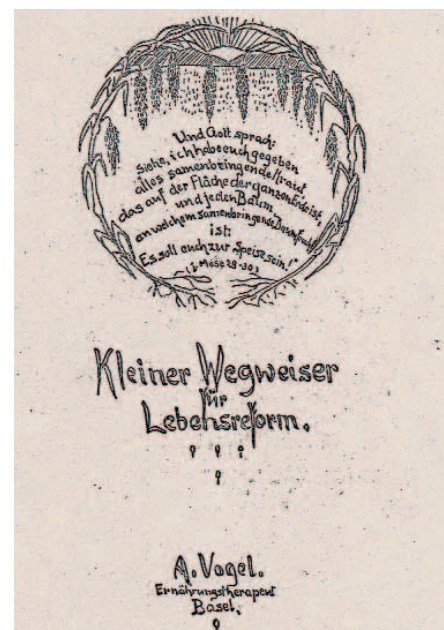 Und Gott sprach:
Siehe, ich habe euch gegeben
alles samenbringende Kraut
das auf der Fläche der ganzen Erde ist
und jeden Baum
an welchem samenbringende Baumfrucht
ist:
Es soll euch zur Speise sein!"
Mose 29-30)
Kleiner Wegweiser
für
Lebensreform.
A. Vogel.
Ernährungstherapeut
Basel.